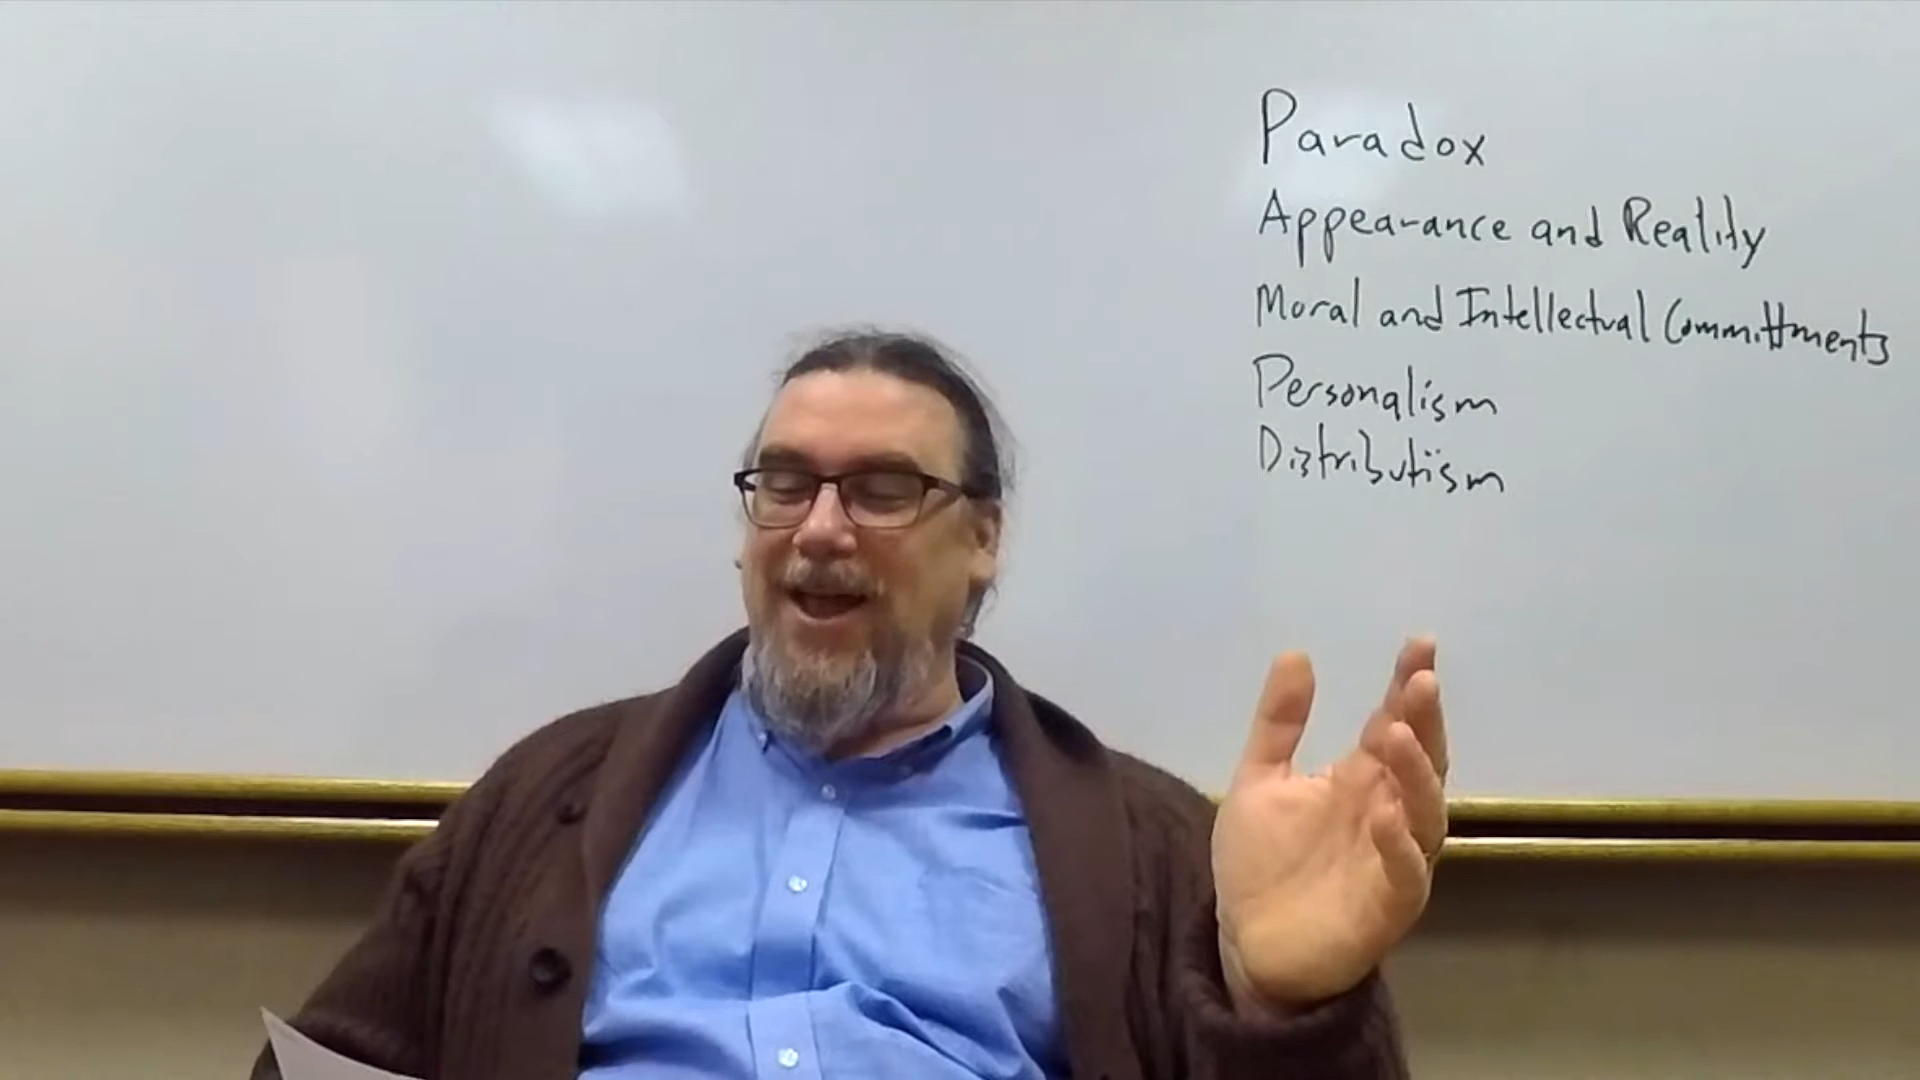 Paradox
Appearance and Reality
Moral and Intellectual Committments
Personalism
Distributism